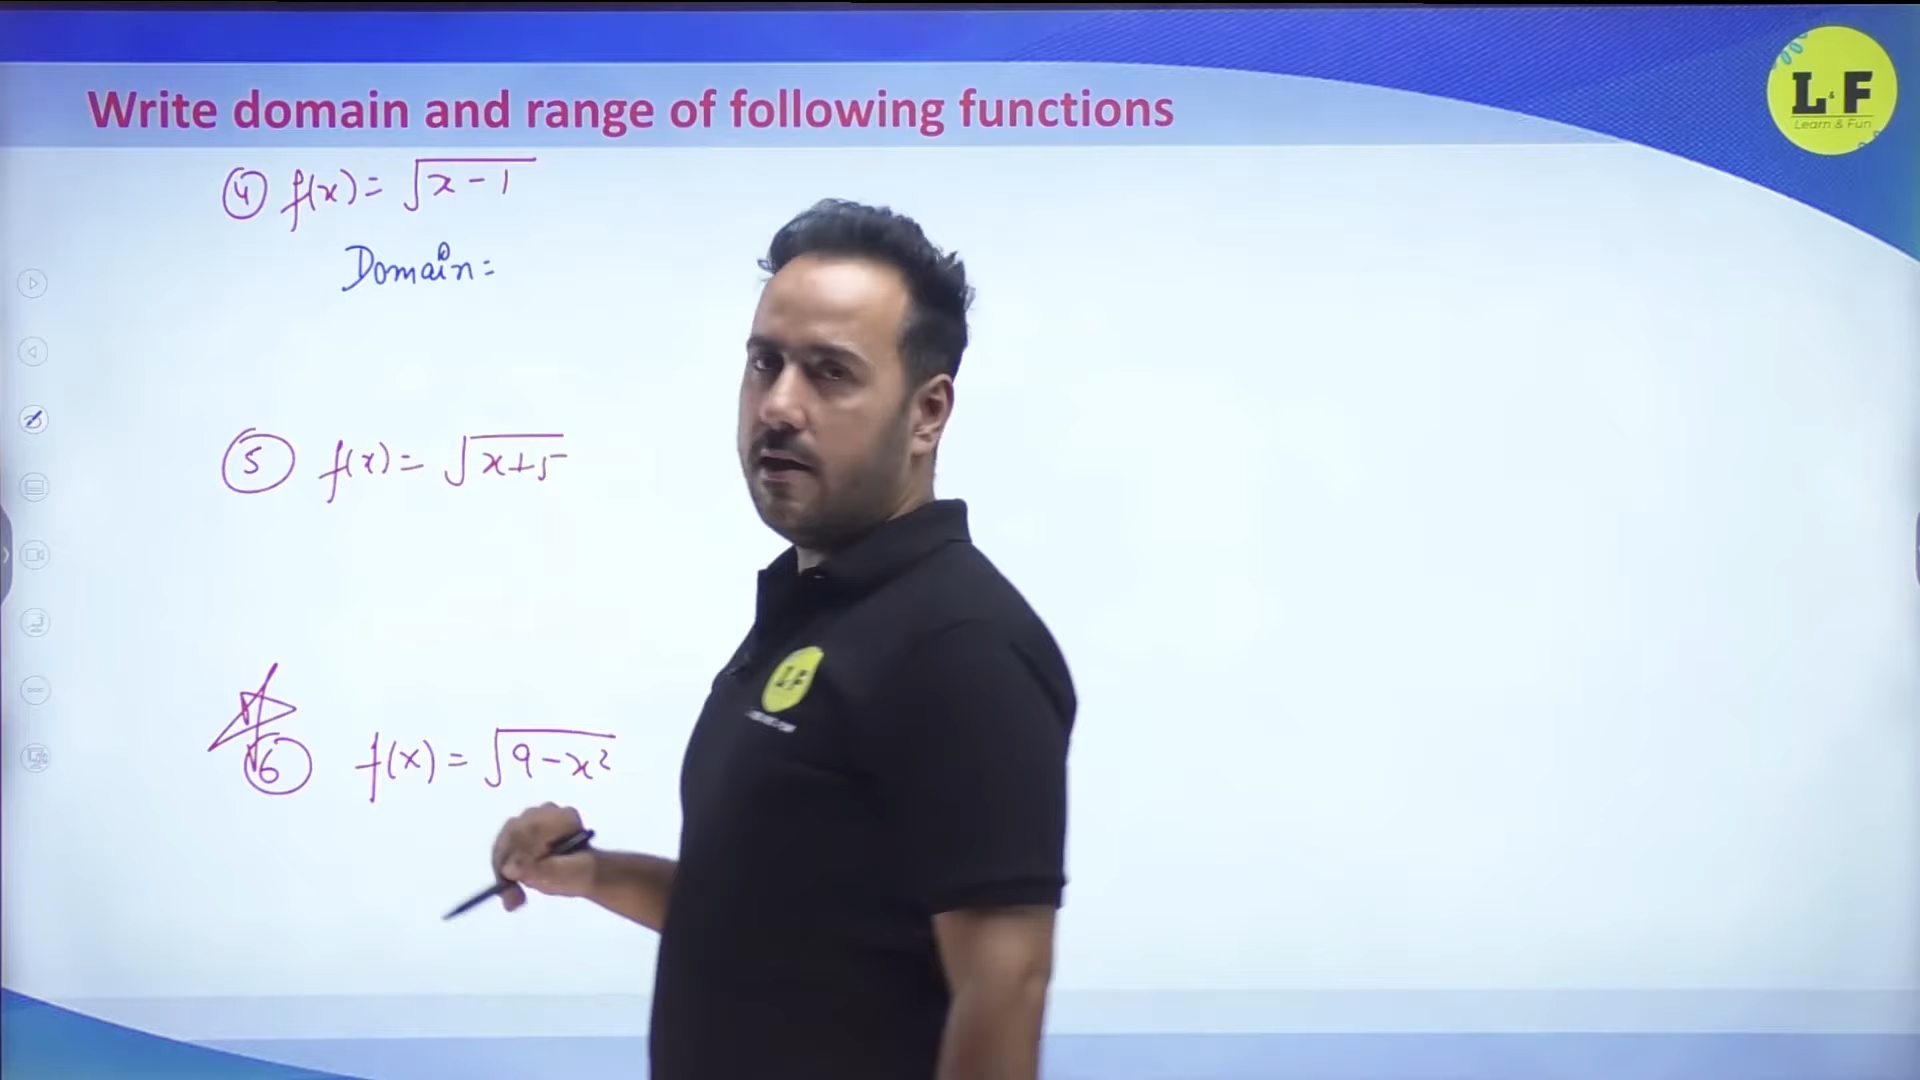 Write domain and range of following functions
L&F
Learn & Fun
④ f(x) = √x - 1
Domain =
⑤ f(x) = √x+5
⑥ f(x) = √9-x²
L&F